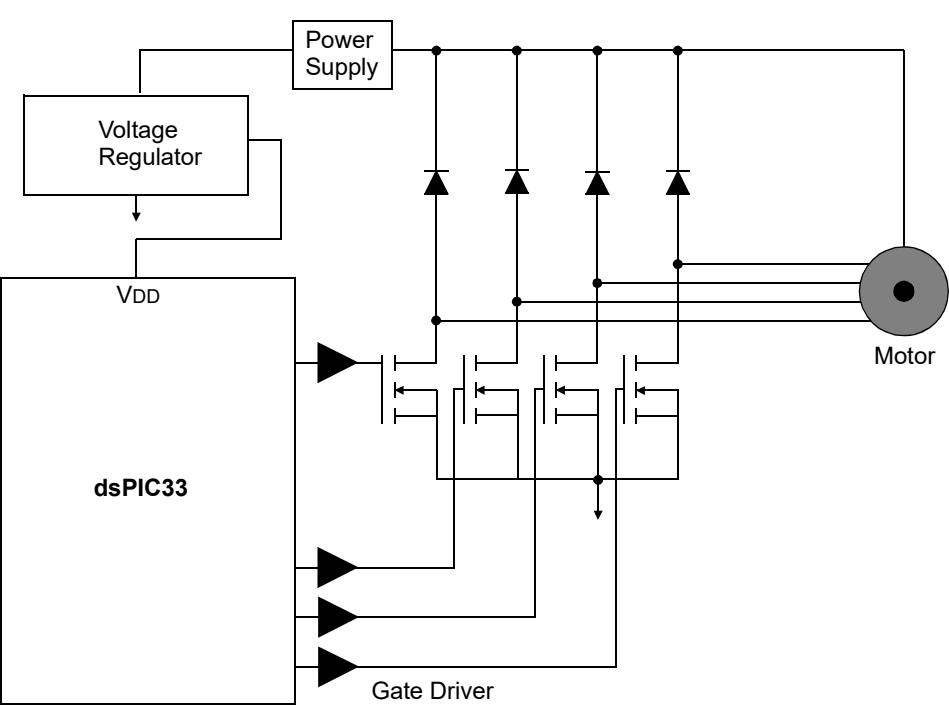 Power
Supply
Voltage
Regulator
VDD
Motor
dsPIC33
Gate Driver